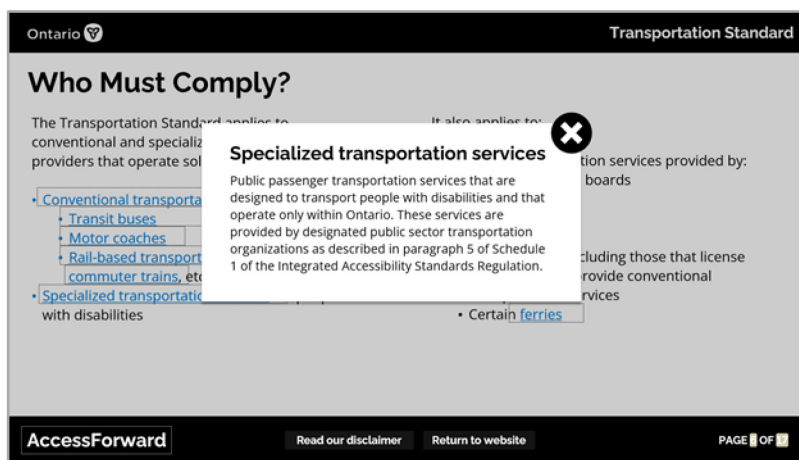 Ontario
Transportation Standard
Who Must Comply?
The Transportation Standard applies to
conventional and specializ
providers that operate sol
• Conventional transporta
• Transit buses
• Motor coaches
• Rail-based transport
commuter trains, etc
• Specialized transportatio
with disabilities
It also applies to:
tion services provided by:
boards
cluding those that license
rovide conventional
rvices
• Certain ferries
Specialized transportation services
Public passenger transportation services that are
designed to transport people with disabilities and that
operate only within Ontario. These services are
provided by designated public sector transportation
organizations as described in paragraph 5 of Schedule
1 of the Integrated Accessibility Standards Regulation.
AccessForward
Read our disclaimer
Return to website
PAGE 6 OF 17